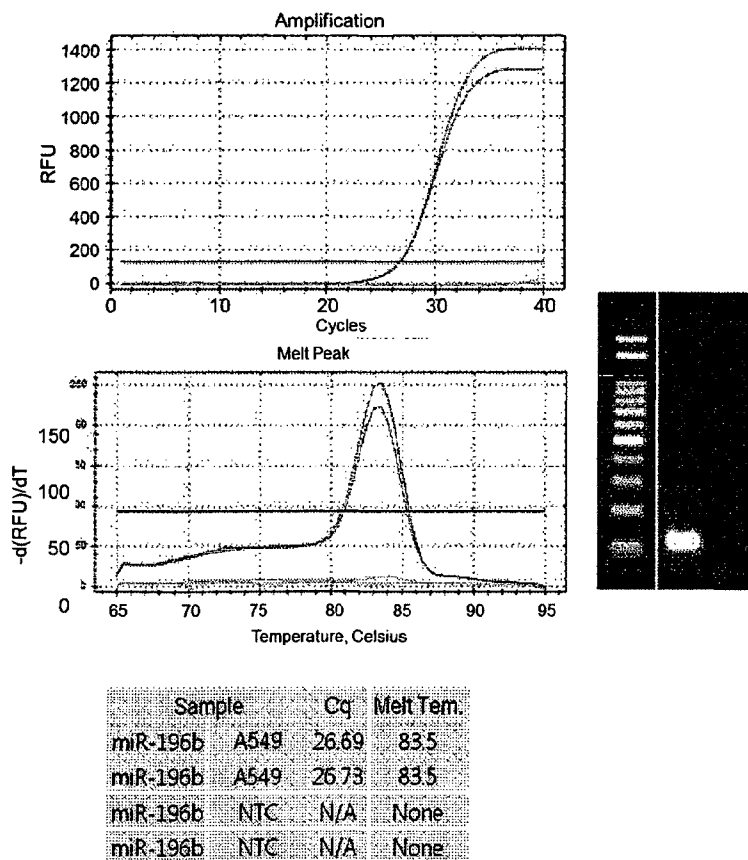 Amplification
1400
1200
1000
800
600
400
200
0
RFU
0 10 20 30 40
Cycles
Melt Peak
150
100
50
0
-d(RFU)/dT
65 70 75 80 85 90 95
Temperature, Celsius
Sample Cq Melt Tem.
miR-196b A549 26.69 83.5
miR-196b A549 26.73 83.5
miR-196b NTC N/A None
miR-196b NTC N/A None